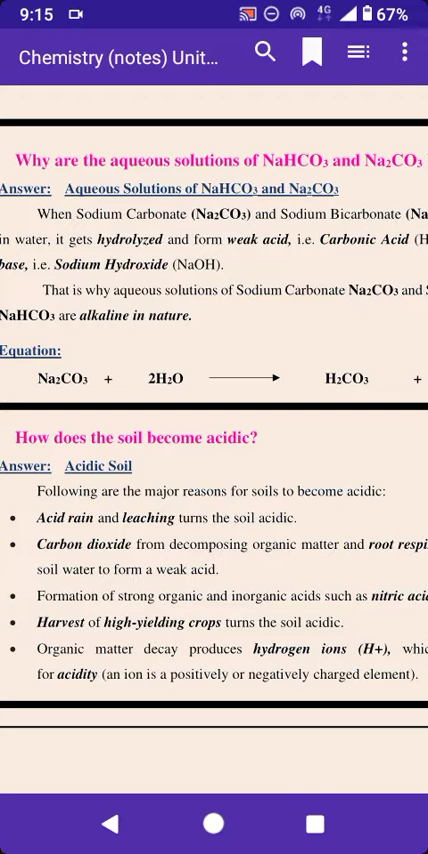 9:15 4G 67%
Chemistry (notes) Unit...
Why are the aqueous solutions of NaHCO3 and Na2CO3
Answer: Aqueous Solutions of NaHCO3 and Na2CO3
When Sodium Carbonate (Na2CO3) and Sodium Bicarbonate (Na
in water, it gets hydrolyzed and form weak acid, i.e. Carbonic Acid (H
base, i.e. Sodium Hydroxide (NaOH).
That is why aqueous solutions of Sodium Carbonate Na2CO3 and S
NaHCO3 are alkaline in nature.
Equation:
Na2CO3 + 2H2O ⟶ H2CO3 +
How does the soil become acidic?
Answer: Acidic Soil
Following are the major reasons for soils to become acidic:
• Acid rain and leaching turns the soil acidic.
• Carbon dioxide from decomposing organic matter and root respi
soil water to form a weak acid.
• Formation of strong organic and inorganic acids such as nitric aci
• Harvest of high-yielding crops turns the soil acidic.
• Organic matter decay produces hydrogen ions (H+), whic
for acidity (an ion is a positively or negatively charged element).